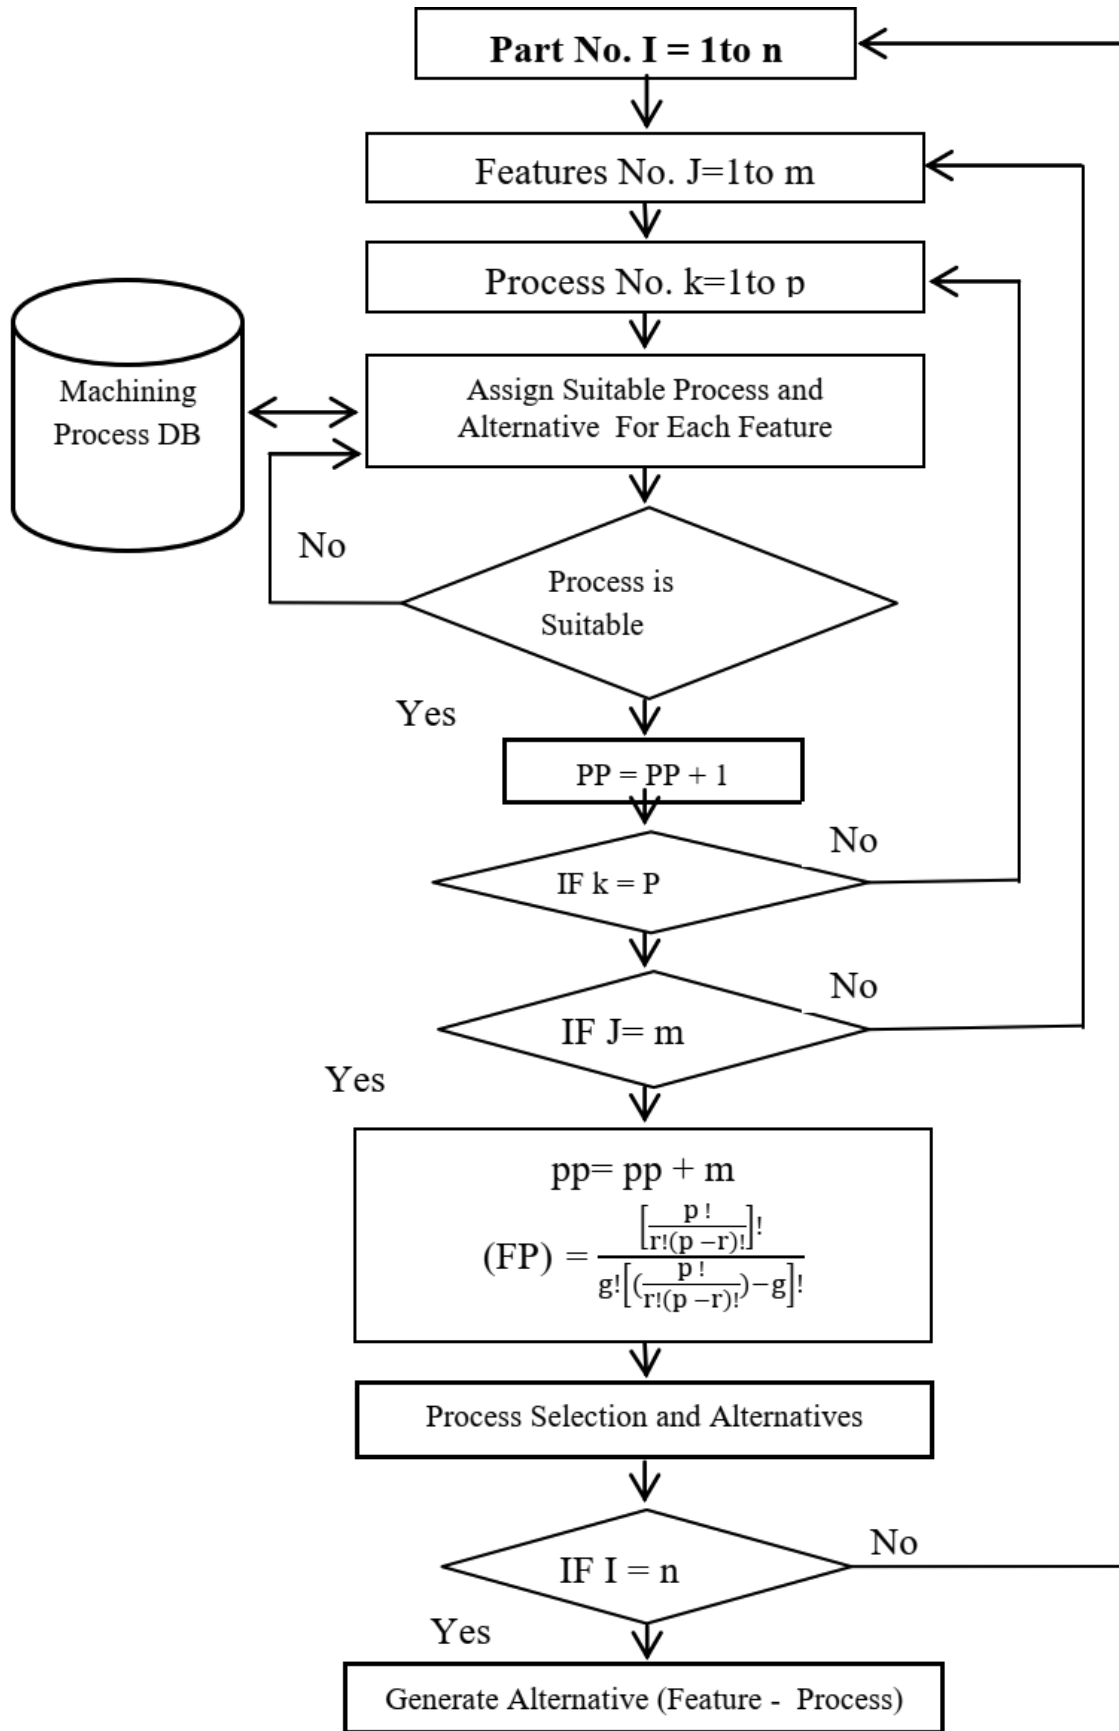 Part No. I = 1to n
Features No. J=1to m
Process No. k=1to p
Machining
Process DB
Assign Suitable Process and
Alternative For Each Feature
No
Process is
Suitable
Yes
PP = PP + 1
No
IF k = P
No
IF J= m
Yes
pp= pp + m
(FP) = [p !/r!(p −r)!]! / g![(p !/r!(p −r)!)−g]!
Process Selection and Alternatives
No
IF I = n
Yes
Generate Alternative (Feature - Process)